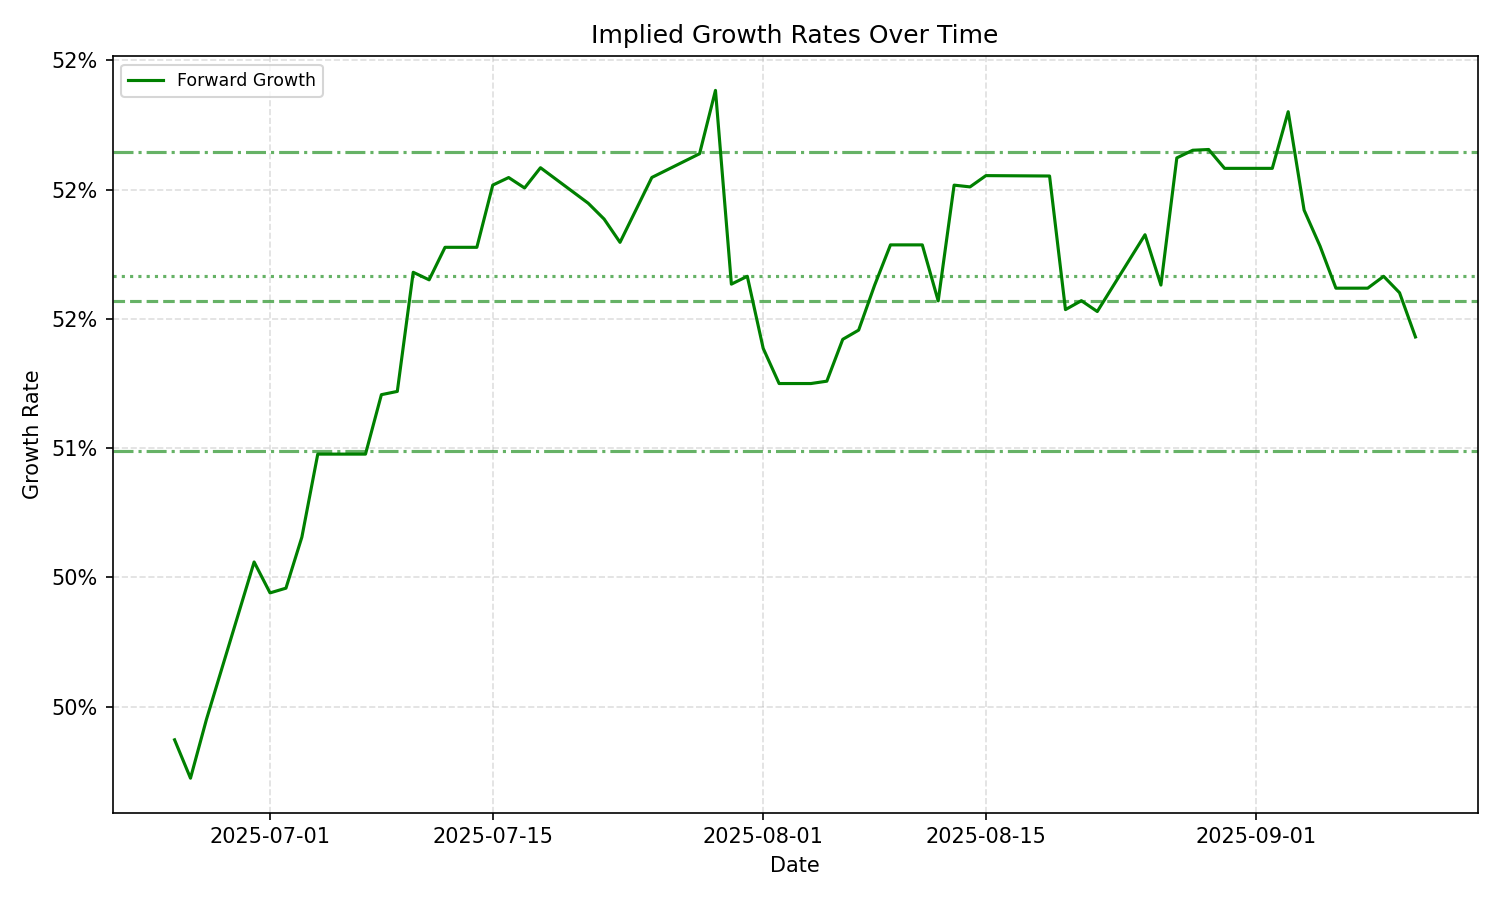 Implied Growth Rates Over Time
Forward Growth
52%
52%
52%
51%
50%
50%
Growth Rate
2025-07-01
2025-07-15
2025-08-01
2025-08-15
2025-09-01
Date